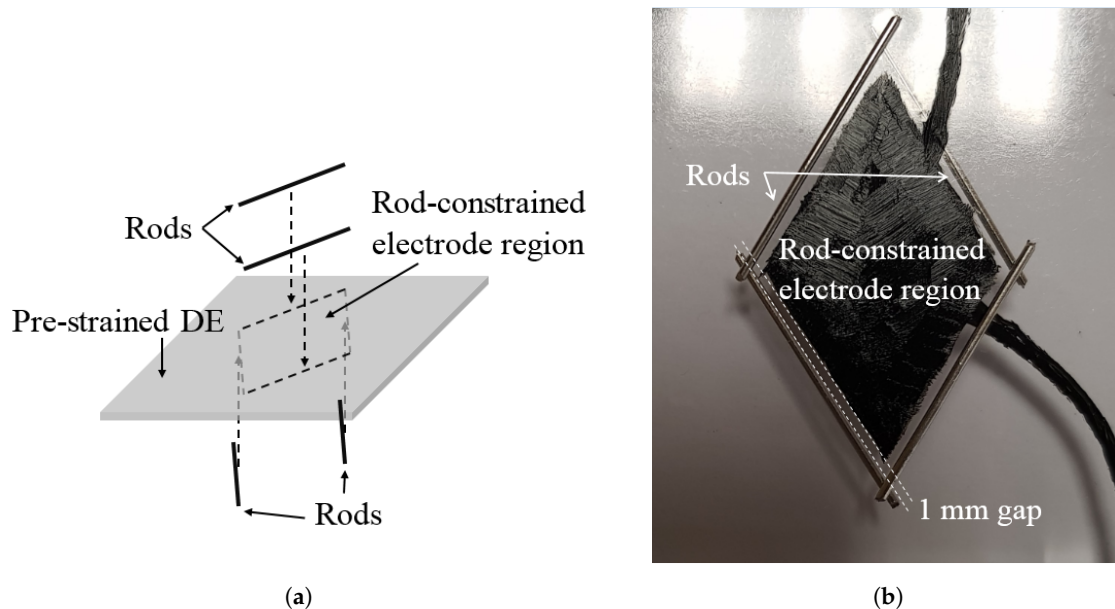 Rods
Rod-constrained
electrode region
Pre-strained DE
Rods
(a)
Rods
Rod-constrained
electrode region
1 mm gap
(b)